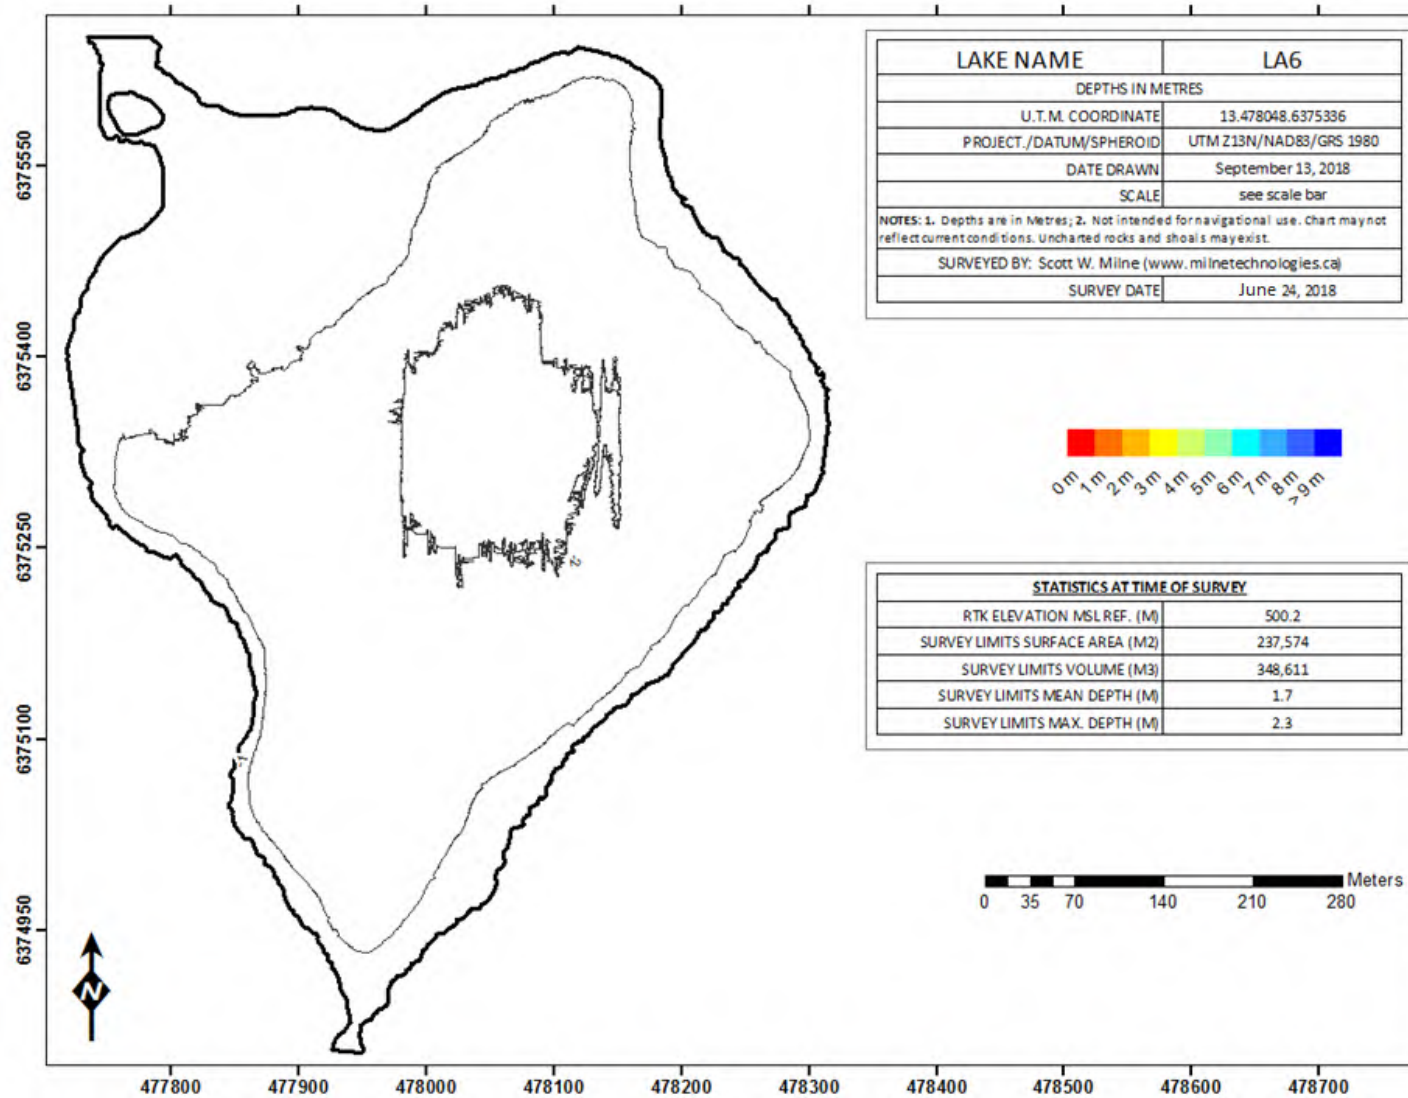 LAKE NAME LA6
DEPTHS IN METRES
U.T.M. COORDINATE 13.478048.6375336
PROJECT./DATUM/SPHEROID UTM Z13N/NAD83/GRS 1980
DATE DRAWN September 13, 2018
SCALE see scale bar
NOTES: 1. Depths are in Metres; 2. Not intended for navigational use. Chart may not
reflect current conditions. Uncharted rocks and shoals may exist.
SURVEYED BY: Scott W. Milne (www.milnetechnologies.ca)
SURVEY DATE June 24, 2018
0 m 1 m 2 m 3 m 4 m 5 m 6 m 7 m 8 m > 9 m
STATISTICS AT TIME OF SURVEY
RTK ELEVATION MSL REF. (M) 500.2
SURVEY LIMITS SURFACE AREA (M2) 237,574
SURVEY LIMITS VOLUME (M3) 348,611
SURVEY LIMITS MEAN DEPTH (M) 1.7
SURVEY LIMITS MAX. DEPTH (M) 2.3
Meters
0 35 70 140 210 280
6375550
6375400
6375250
6375100
6374950
-2
-1
N
477800 477900 478000 478100 478200 478300 478400 478500 478600 478700